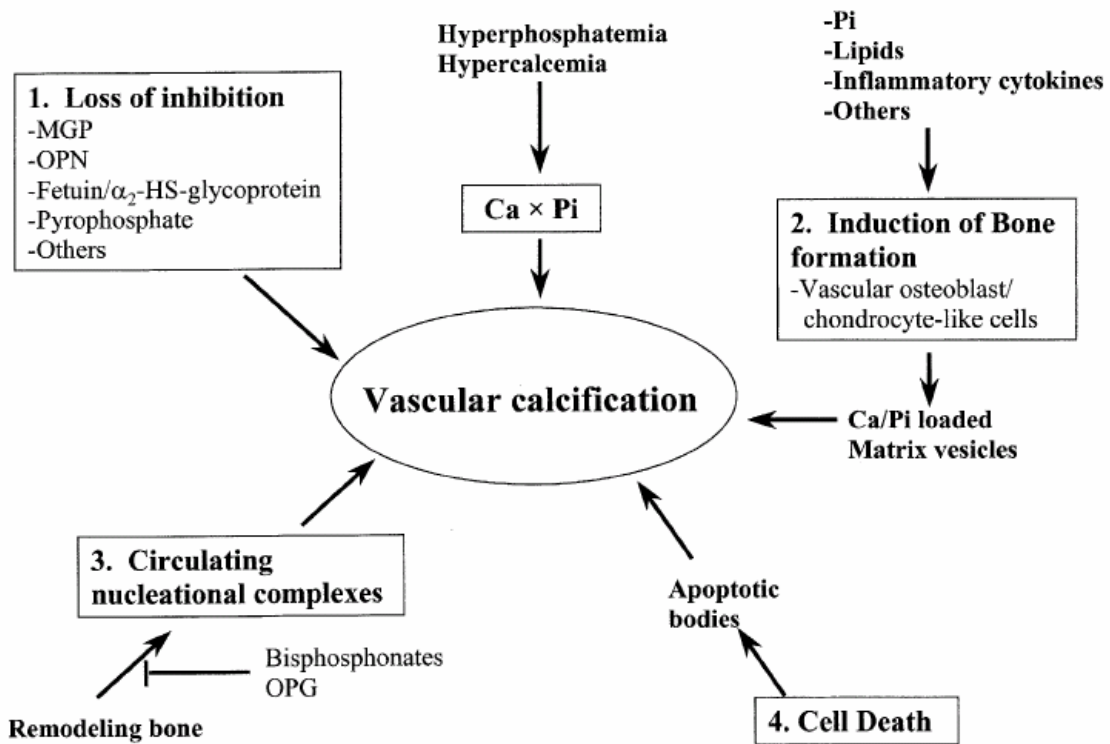 Hyperphosphatemia
Hypercalcemia
-Pi
-Lipids
-Inflammatory cytokines
-Others
1. Loss of inhibition
-MGP
-OPN
-Fetuin/α₂-HS-glycoprotein
-Pyrophosphate
-Others
Ca × Pi
2. Induction of Bone
formation
-Vascular osteoblast/
chondrocyte-like cells
Vascular calcification
Ca/Pi loaded
Matrix vesicles
3. Circulating
nucleational complexes
Bisphosphonates
OPG
Remodeling bone
Apoptotic
bodies
4. Cell Death